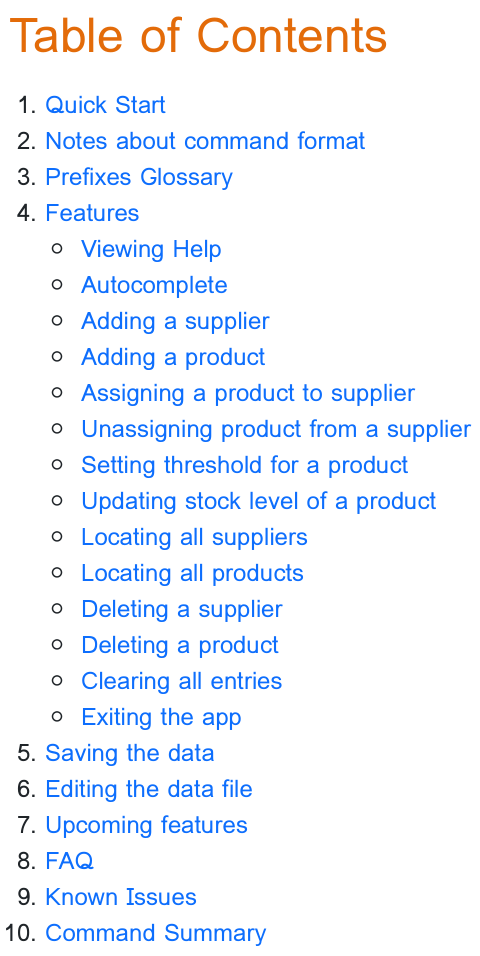 Table of Contents
1. Quick Start
2. Notes about command format
3. Prefixes Glossary
4. Features
○ Viewing Help
○ Autocomplete
○ Adding a supplier
○ Adding a product
○ Assigning a product to supplier
○ Unassigning product from a supplier
○ Setting threshold for a product
○ Updating stock level of a product
○ Locating all suppliers
○ Locating all products
○ Deleting a supplier
○ Deleting a product
○ Clearing all entries
○ Exiting the app
5. Saving the data
6. Editing the data file
7. Upcoming features
8. FAQ
9. Known Issues
10. Command Summary